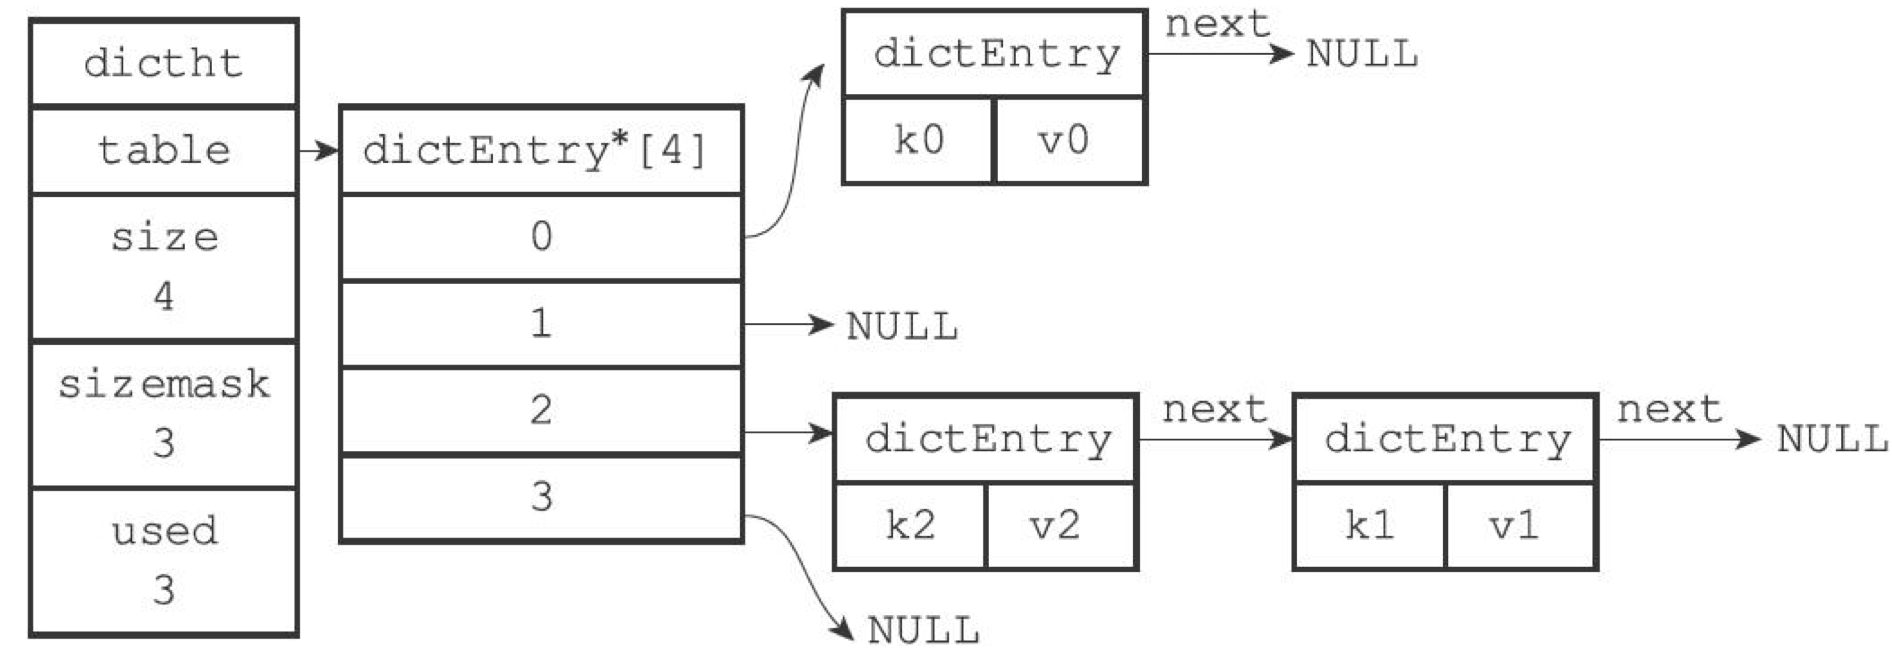 dictht
table
size
4
sizemask
3
used
3
dictEntry*[4]
0
1
2
3
dictEntry
k0 v0
next
NULL
NULL
dictEntry
k2 v2
next
dictEntry
k1 v1
next
NULL
NULL